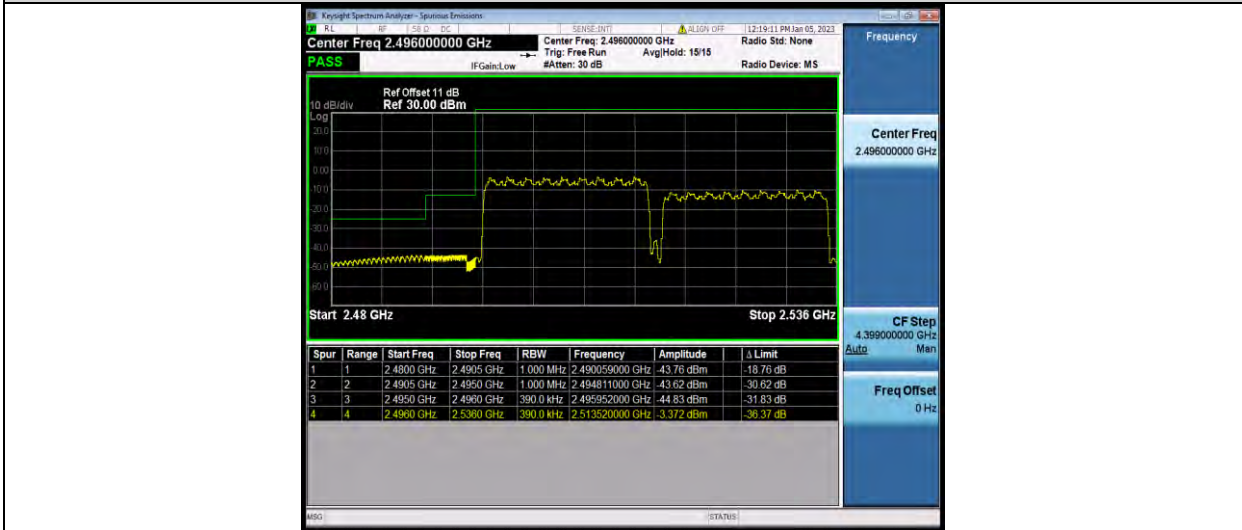 Keysight Spectrum Analyzer - Spurious Emissions
RL RF 50 Ω DC SENSE:INT ALIGN OFF 12:19:11 PM Jan 05, 2023
Center Freq 2.496000000 GHz Center Freq: 2.496000000 GHz Radio Std: None
Trig: Free Run Avg|Hold: 15/15
PASS IFGain:Low #Atten: 30 dB Radio Device: MS
Frequency
Ref Offset 11 dB
10 dB/div Ref 30.00 dBm
Log
20.0
10.0
0.00
-10.0
-20.0
-30.0
-40.0
-50.0
-60.0
Start 2.48 GHz Stop 2.536 GHz
Center Freq
2.496000000 GHz
CF Step
4.399000000 GHz
Auto Man
Freq Offset
0 Hz
Spur Range Start Freq Stop Freq RBW Frequency Amplitude Δ Limit
1 1 2.4800 GHz 2.4905 GHz 1.000 MHz 2.490059000 GHz -43.76 dBm -18.76 dB
2 2 2.4905 GHz 2.4950 GHz 1.000 MHz 2.494811000 GHz -43.62 dBm -30.62 dB
3 3 2.4950 GHz 2.4960 GHz 390.0 kHz 2.495952000 GHz -44.83 dBm -31.83 dB
4 4 2.4960 GHz 2.5360 GHz 390.0 kHz 2.513520000 GHz -3.372 dBm -36.37 dB
MSG STATUS